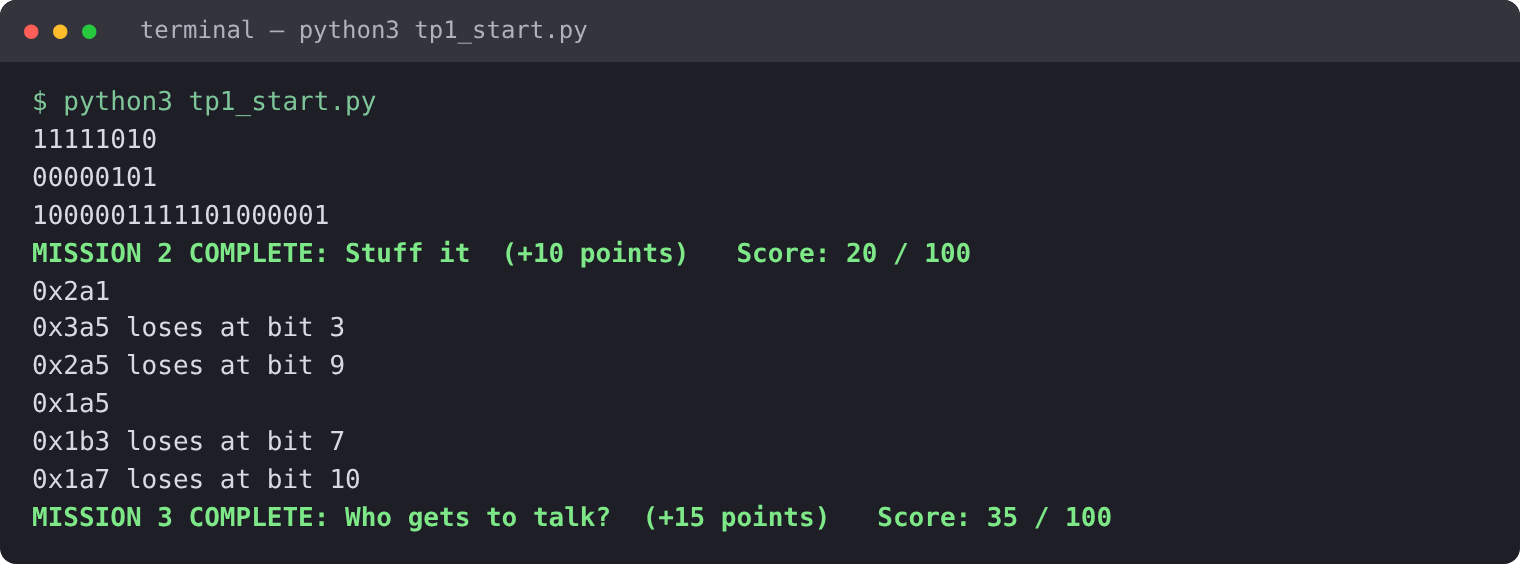 terminal — python3 tp1_start.py
$ python3 tp1_start.py
11111010
00000101
1000001111101000001
MISSION 2 COMPLETE: Stuff it  (+10 points)   Score: 20 / 100
0x2a1
0x3a5 loses at bit 3
0x2a5 loses at bit 9
0x1a5
0x1b3 loses at bit 7
0x1a7 loses at bit 10
MISSION 3 COMPLETE: Who gets to talk?  (+15 points)   Score: 35 / 100